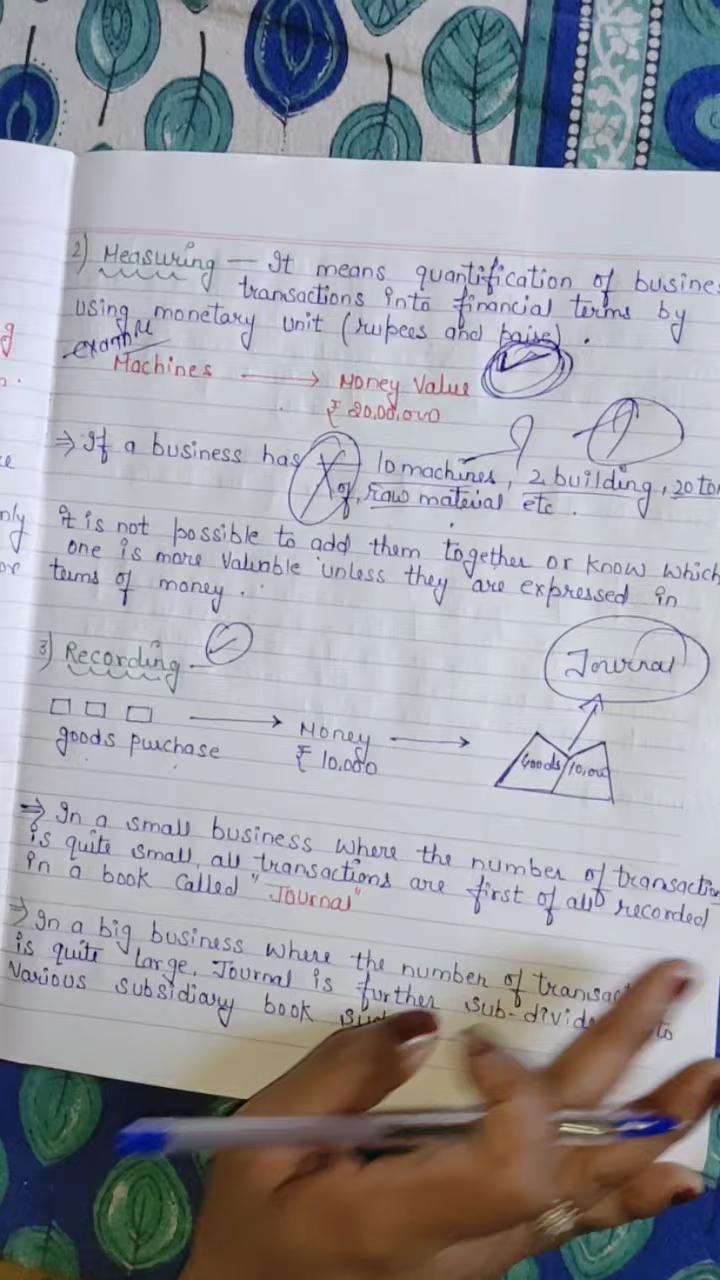 2) Measuring — It means quantification of busines
transactions into financial terms by
using monetary unit (rupees and paise).
example
Machines → Money Value
₹ 20,00,000
⇒ If a business has 10 machines, 2 building, 20 to
of raw material etc.
It is not possible to add them together or know which
one is more valuable unless they are expressed in
terms of money.
3) Recording -
Journal
goods purchase → Money →
₹ 10,000
Goods 10,000
⇒ In a small business where the number of transaction
is quite small, all transactions are first of all recorded
in a book called "Journal"
⇒ In a big business where the number of transac
is quite large, Journal is further sub-divide to
various subsidiary book